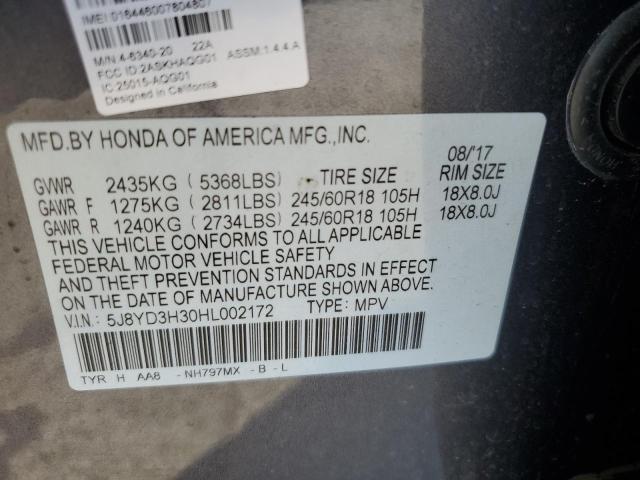 IMEI 016446007804807
M/N 4-6340-20 22A
FCC ID: 2ASKHAQG01 ASSM:1.4.4.A
IC:25015-AQG01
Designed in California
MFD.BY HONDA OF AMERICA MFG.,INC.
08/'17
GVWR 2435KG (5368LBS) TIRE SIZE RIM SIZE
GAWR F 1275KG (2811LBS) 245/60R18 105H 18X8.0J
GAWR R 1240KG (2734LBS) 245/60R18 105H 18X8.0J
THIS VEHICLE CONFORMS TO ALL APPLICABLE
FEDERAL MOTOR VEHICLE SAFETY
AND THEFT PREVENTION STANDARDS IN EFFECT
ON THE DATE OF MANUFACTURE SHOWN ABOVE.
V.I.N.: 5J8YD3H30HL002172 TYPE: MPV
TYR H AA8 -NH797MX -B -L
HONDA